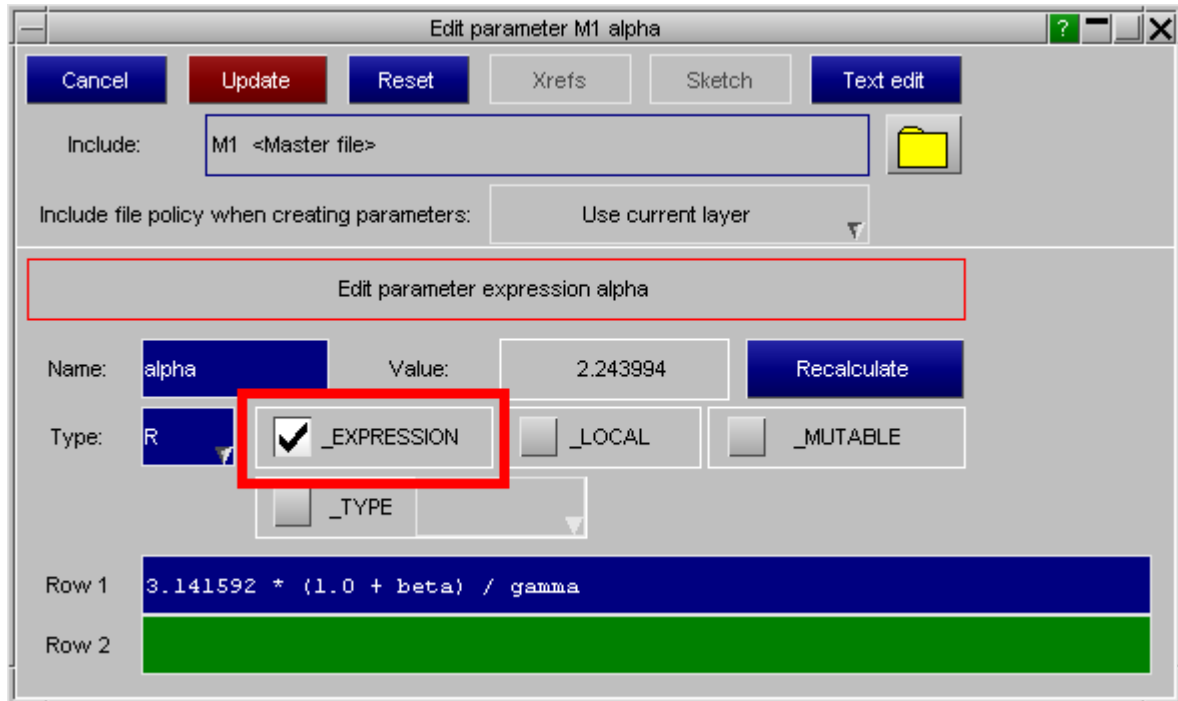 Edit parameter M1 alpha ?
Cancel Update Reset Xrefs Sketch Text edit
Include: M1 <Master file>
Include file policy when creating parameters: Use current layer
Edit parameter expression alpha
Name: alpha Value: 2.243994 Recalculate
Type: R _EXPRESSION _LOCAL _MUTABLE
_TYPE
Row 1 3.141592 * (1.0 + beta) / gamma
Row 2